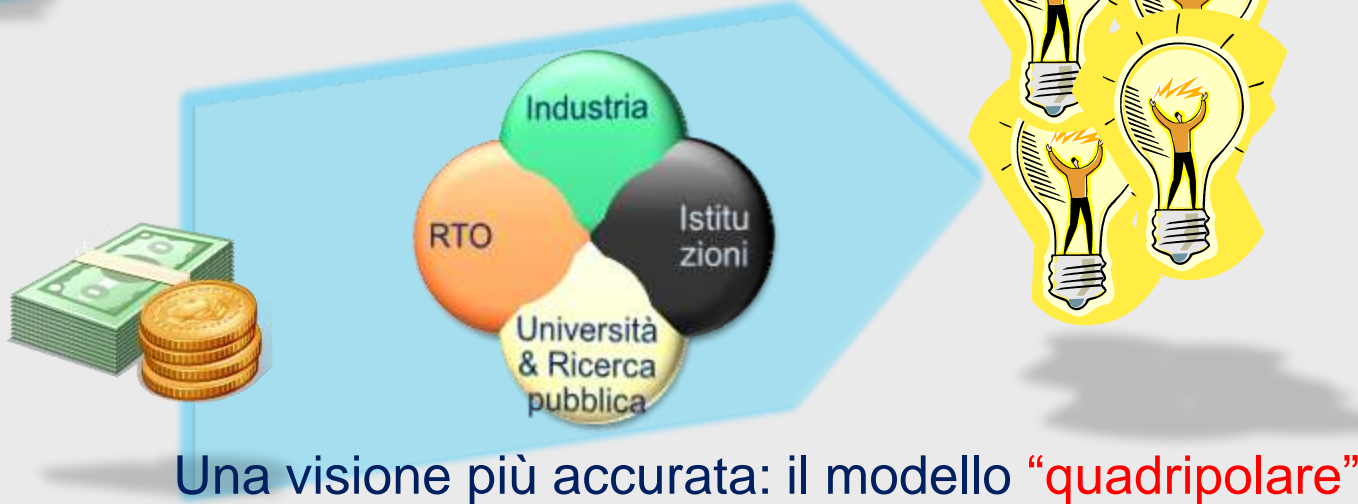 Industria
RTO
Istitu
zioni
Università
& Ricerca
pubblica
Una visione più accurata: il modello “quadripolare”